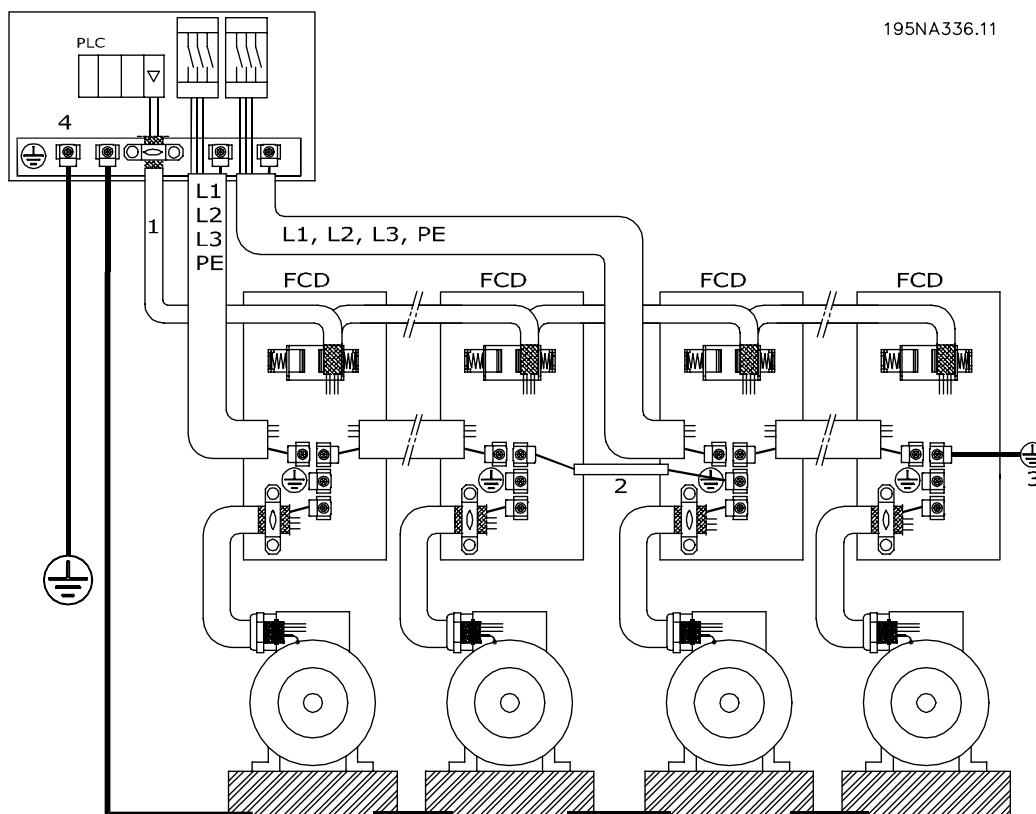 195NA336.11
PLC
4
1
L1
L2
L3
PE
L1, L2, L3, PE
FCD
FCD
FCD
FCD
2
3